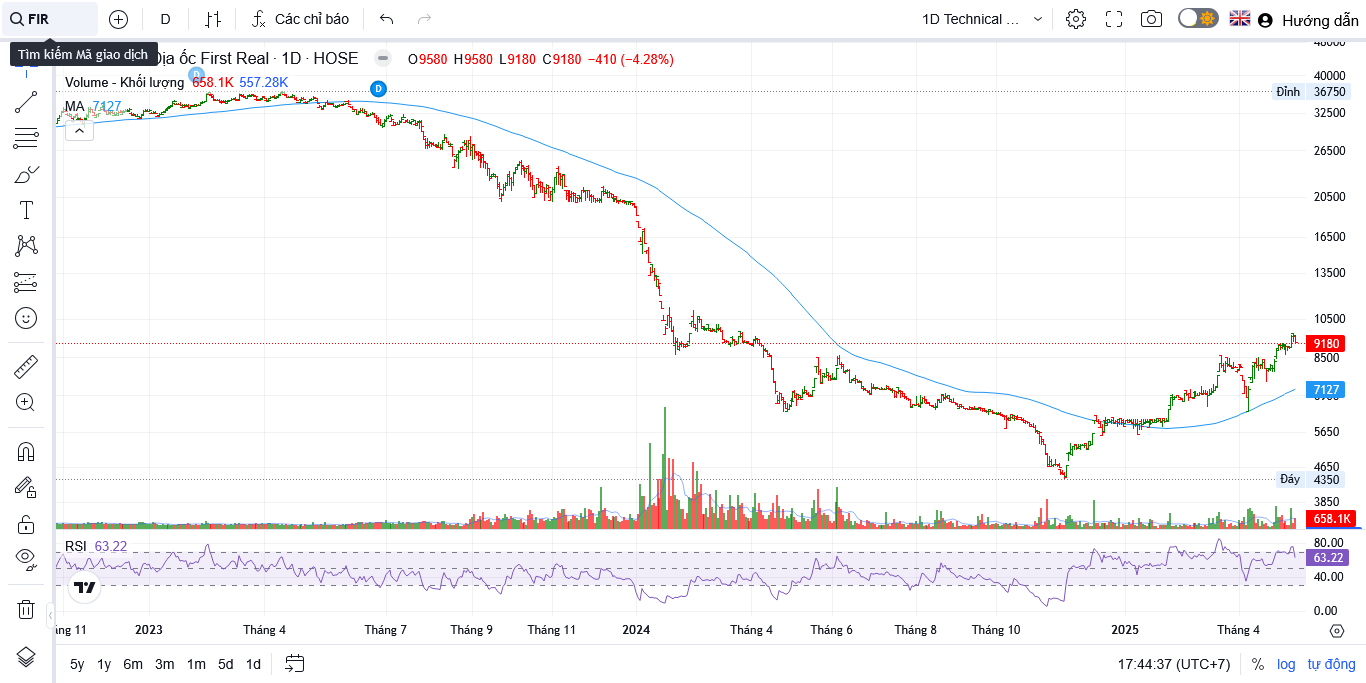 FIR D Các chỉ báo 1D Technical ... Hướng dẫn
Tìm kiếm Mã giao dịch
Địa ốc First Real · 1D · HOSE O9580 H9580 L9180 C9180 −410 (−4.28%)
Volume - Khối lượng 658.1K 557.28K
D
D
MA 7127
48000
40000
Đỉnh 36750
32500
26500
20500
16500
13500
10500
9180
8500
7127
5650
4650
Đáy 4350
3850
658.1K
RSI 63.22
80.00
63.22
40.00
0.00
ng 11 2023 Tháng 4 Tháng 7 Tháng 9 Tháng 11 2024 Tháng 4 Tháng 6 Tháng 8 Tháng 10 2025 Tháng 4
5y 1y 6m 3m 1m 5d 1d 17:44:37 (UTC+7) % log tự động